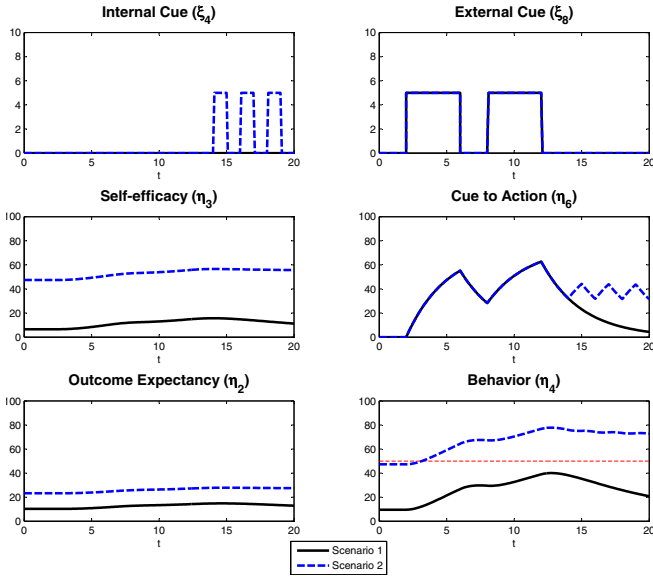 Internal Cue (ξ4)
10
8
6
4
2
0
0 5 10 15 20
t
External Cue (ξ8)
10
8
6
4
2
0
0 5 10 15 20
t
Self-efficacy (η3)
100
80
60
40
20
0
0 5 10 15 20
t
Cue to Action (η6)
100
80
60
40
20
0
0 5 10 15 20
t
Outcome Expectancy (η2)
100
80
60
40
20
0
0 5 10 15 20
t
Behavior (η4)
100
80
60
40
20
0
0 5 10 15 20
t
Scenario 1
Scenario 2